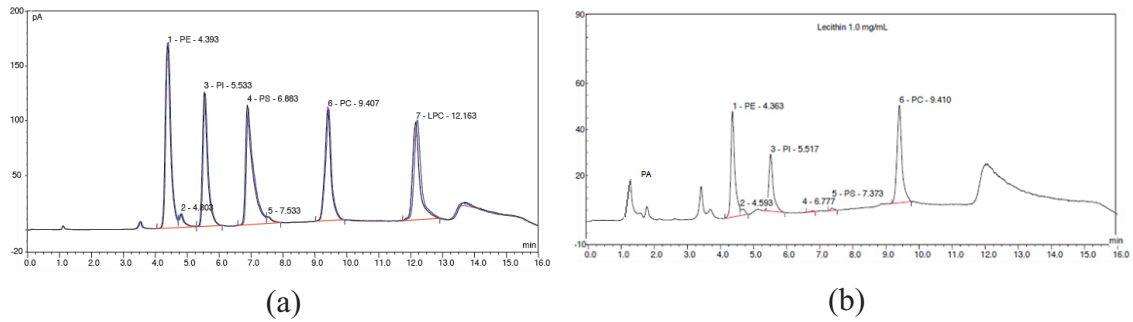 200
pA
1 - PE - 4.393
150
3 - PI - 5.533
4 - PS - 6.883
6 - PC - 9.407
100
7 - LPC - 12.163
50
2 - 4.803
5 - 7.533
-20
min
0.0 1.0 2.0 3.0 4.0 5.0 6.0 7.0 8.0 9.0 10.0 11.0 12.0 13.0 14.0 15.0 16.0
(a)
90
Lecithin 1.0 mg/mL
60
1 - PE - 4.363
6 - PC - 9.410
40
3 - PI - 5.517
20
PA
5 - PS - 7.373
2 - 4.593
4 - 6.777
-10
min
0.0 1.0 2.0 3.0 4.0 5.0 6.0 7.0 8.0 9.0 10.0 11.0 12.0 13.0 14.0 15.0 16.0
(b)